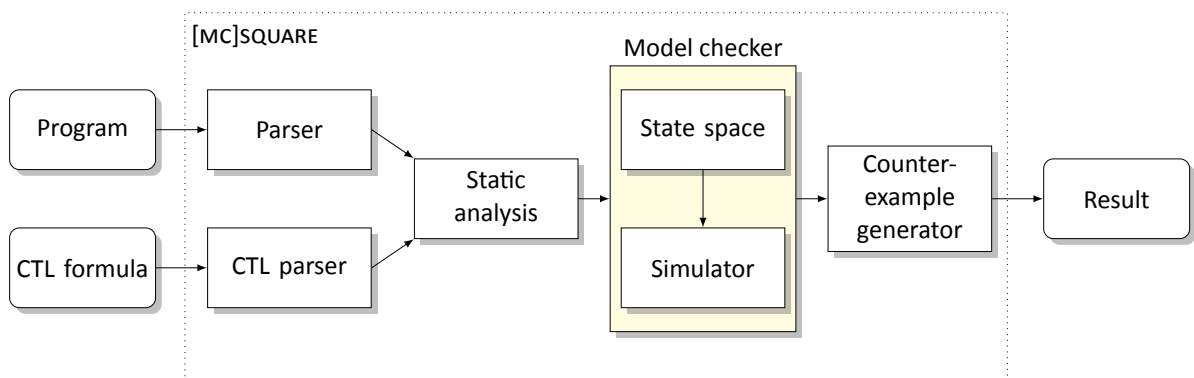 [MC]SQUARE
Model checker
Program
Parser
State space
Static
analysis
Counter-
example
generator
Result
CTL formula
CTL parser
Simulator